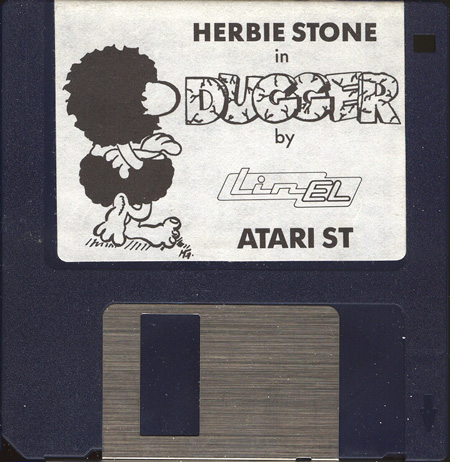 HERBIE STONE
in
DUGGER
by
LinEL
ATARI ST